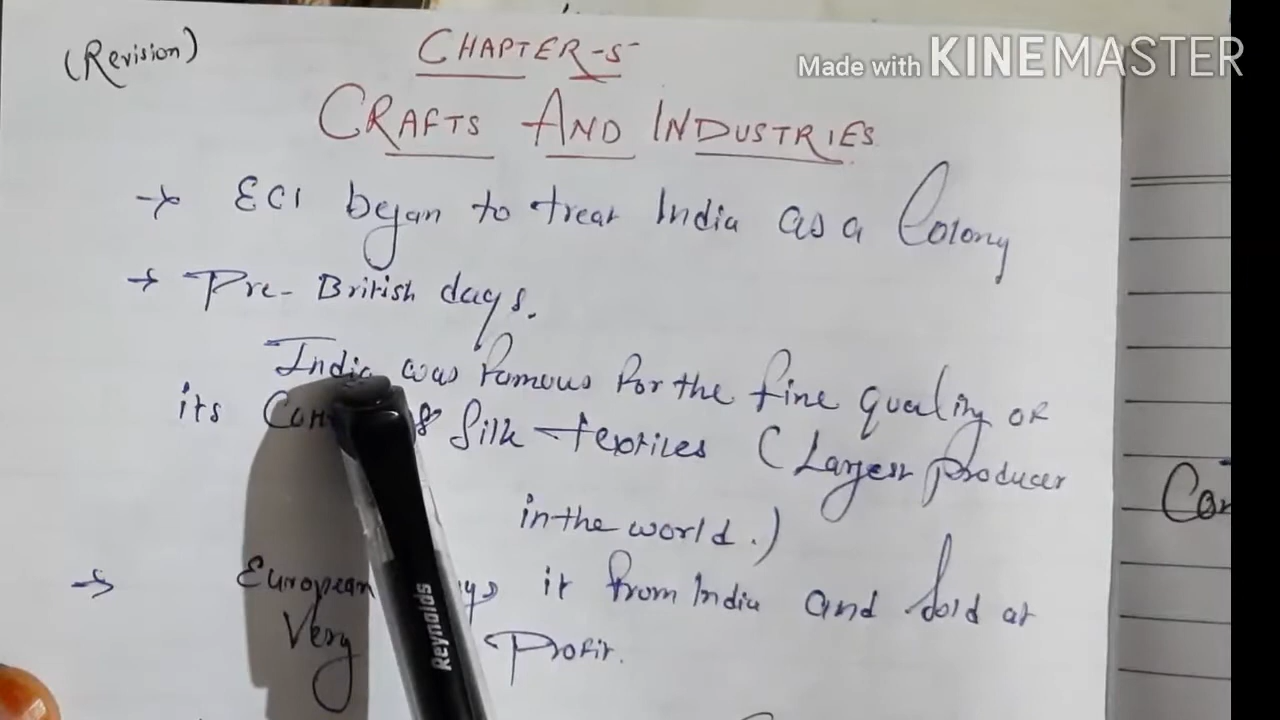 (Revision)
CHAPTER-5
Made with KINEMASTER
CRAFTS AND INDUSTRIES
→ ECI began to treat India as a Colony
→ Pre-British days.
India was famous for the fine quality of
its & Silk textiles (Largest producer
in the world.)
→ European it from India and sold at
Very Profit.
Reynolds